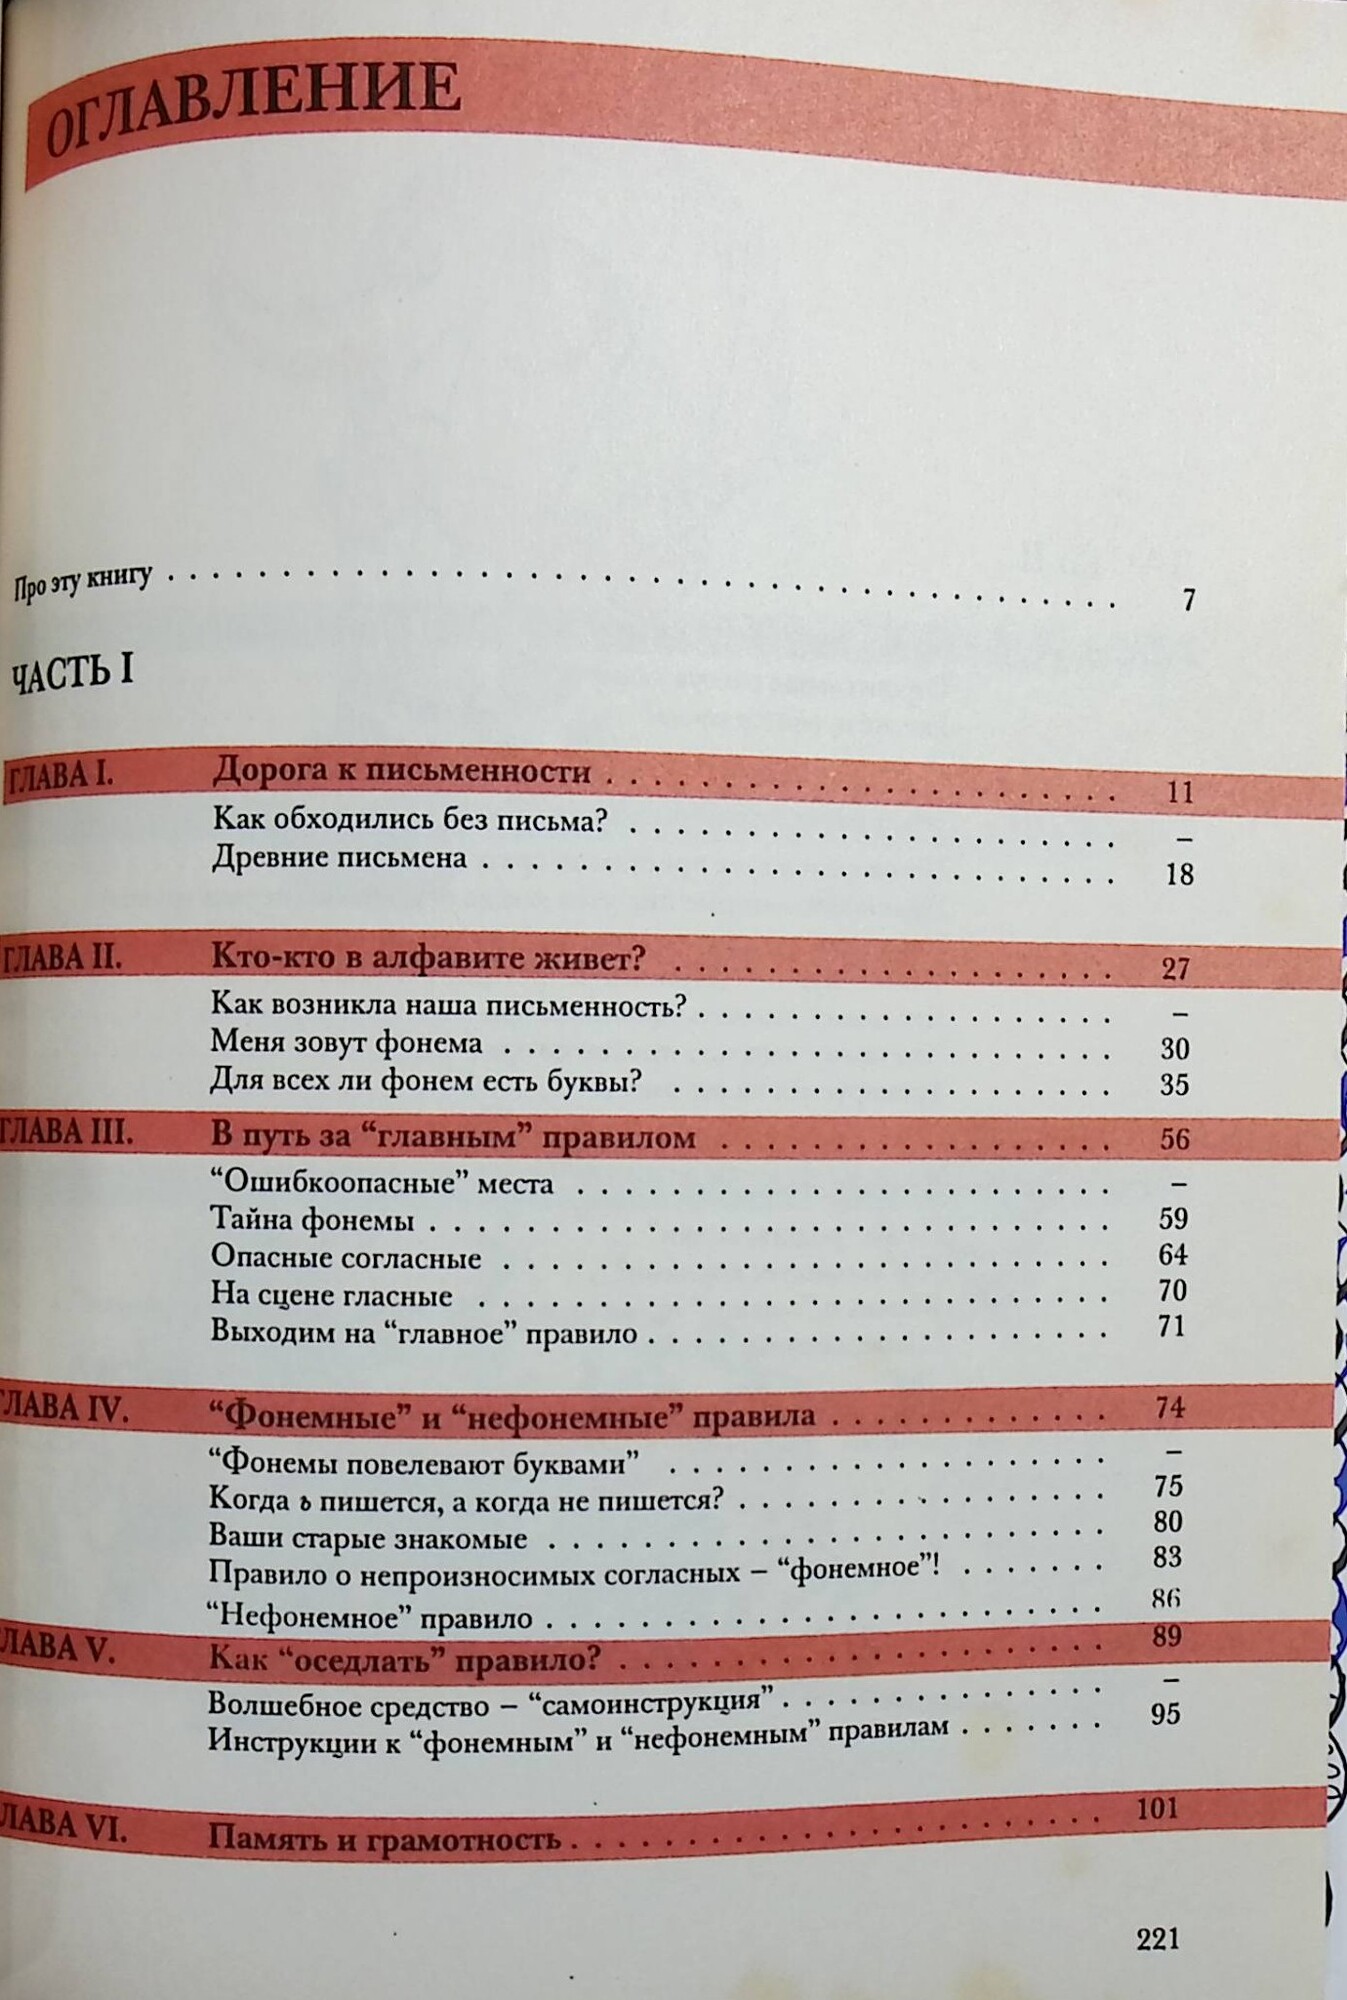 ОГЛАВЛЕНИЕ
Про эту книгу . . . . . . . . . . . . . . . . . . . . . . . . . . . . . . . 7
ЧАСТЬ I
ГЛАВА I. Дорога к письменности . . . . . . . . . . . . . . . . . 11
Как обходились без письма? . . . . . . . . . . . . . . . . –
Древние письмена . . . . . . . . . . . . . . . . . . . . . 18
ГЛАВА II. Кто-кто в алфавите живет? . . . . . . . . . . . . . . . 27
Как возникла наша письменность? . . . . . . . . . . . . . . –
Меня зовут фонема . . . . . . . . . . . . . . . . . . . . . 30
Для всех ли фонем есть буквы? . . . . . . . . . . . . . . . 35
ГЛАВА III. В путь за “главным” правилом . . . . . . . . . . . . . 56
“Ошибкоопасные” места . . . . . . . . . . . . . . . . . . –
Тайна фонемы . . . . . . . . . . . . . . . . . . . . . . . 59
Опасные согласные . . . . . . . . . . . . . . . . . . . . . 64
На сцене гласные . . . . . . . . . . . . . . . . . . . . . . 70
Выходим на “главное” правило . . . . . . . . . . . . . . . . 71
ГЛАВА IV. “Фонемные” и “нефонемные” правила . . . . . . . . . . 74
“Фонемы повелевают буквами” . . . . . . . . . . . . . . . –
Когда ь пишется, а когда не пишется? . . . . . . . . . . . . 75
Ваши старые знакомые . . . . . . . . . . . . . . . . . . . 80
Правило о непроизносимых согласных – “фонемное”! . . . . . . 83
“Нефонемное” правило . . . . . . . . . . . . . . . . . . . 86
ГЛАВА V. Как “оседлать” правило? . . . . . . . . . . . . . . . . 89
Волшебное средство – “самоинструкция” . . . . . . . . . . . –
Инструкции к “фонемным” и “нефонемным” правилам . . . . . . 95
ГЛАВА VI. Память и грамотность . . . . . . . . . . . . . . . . . . 101
221